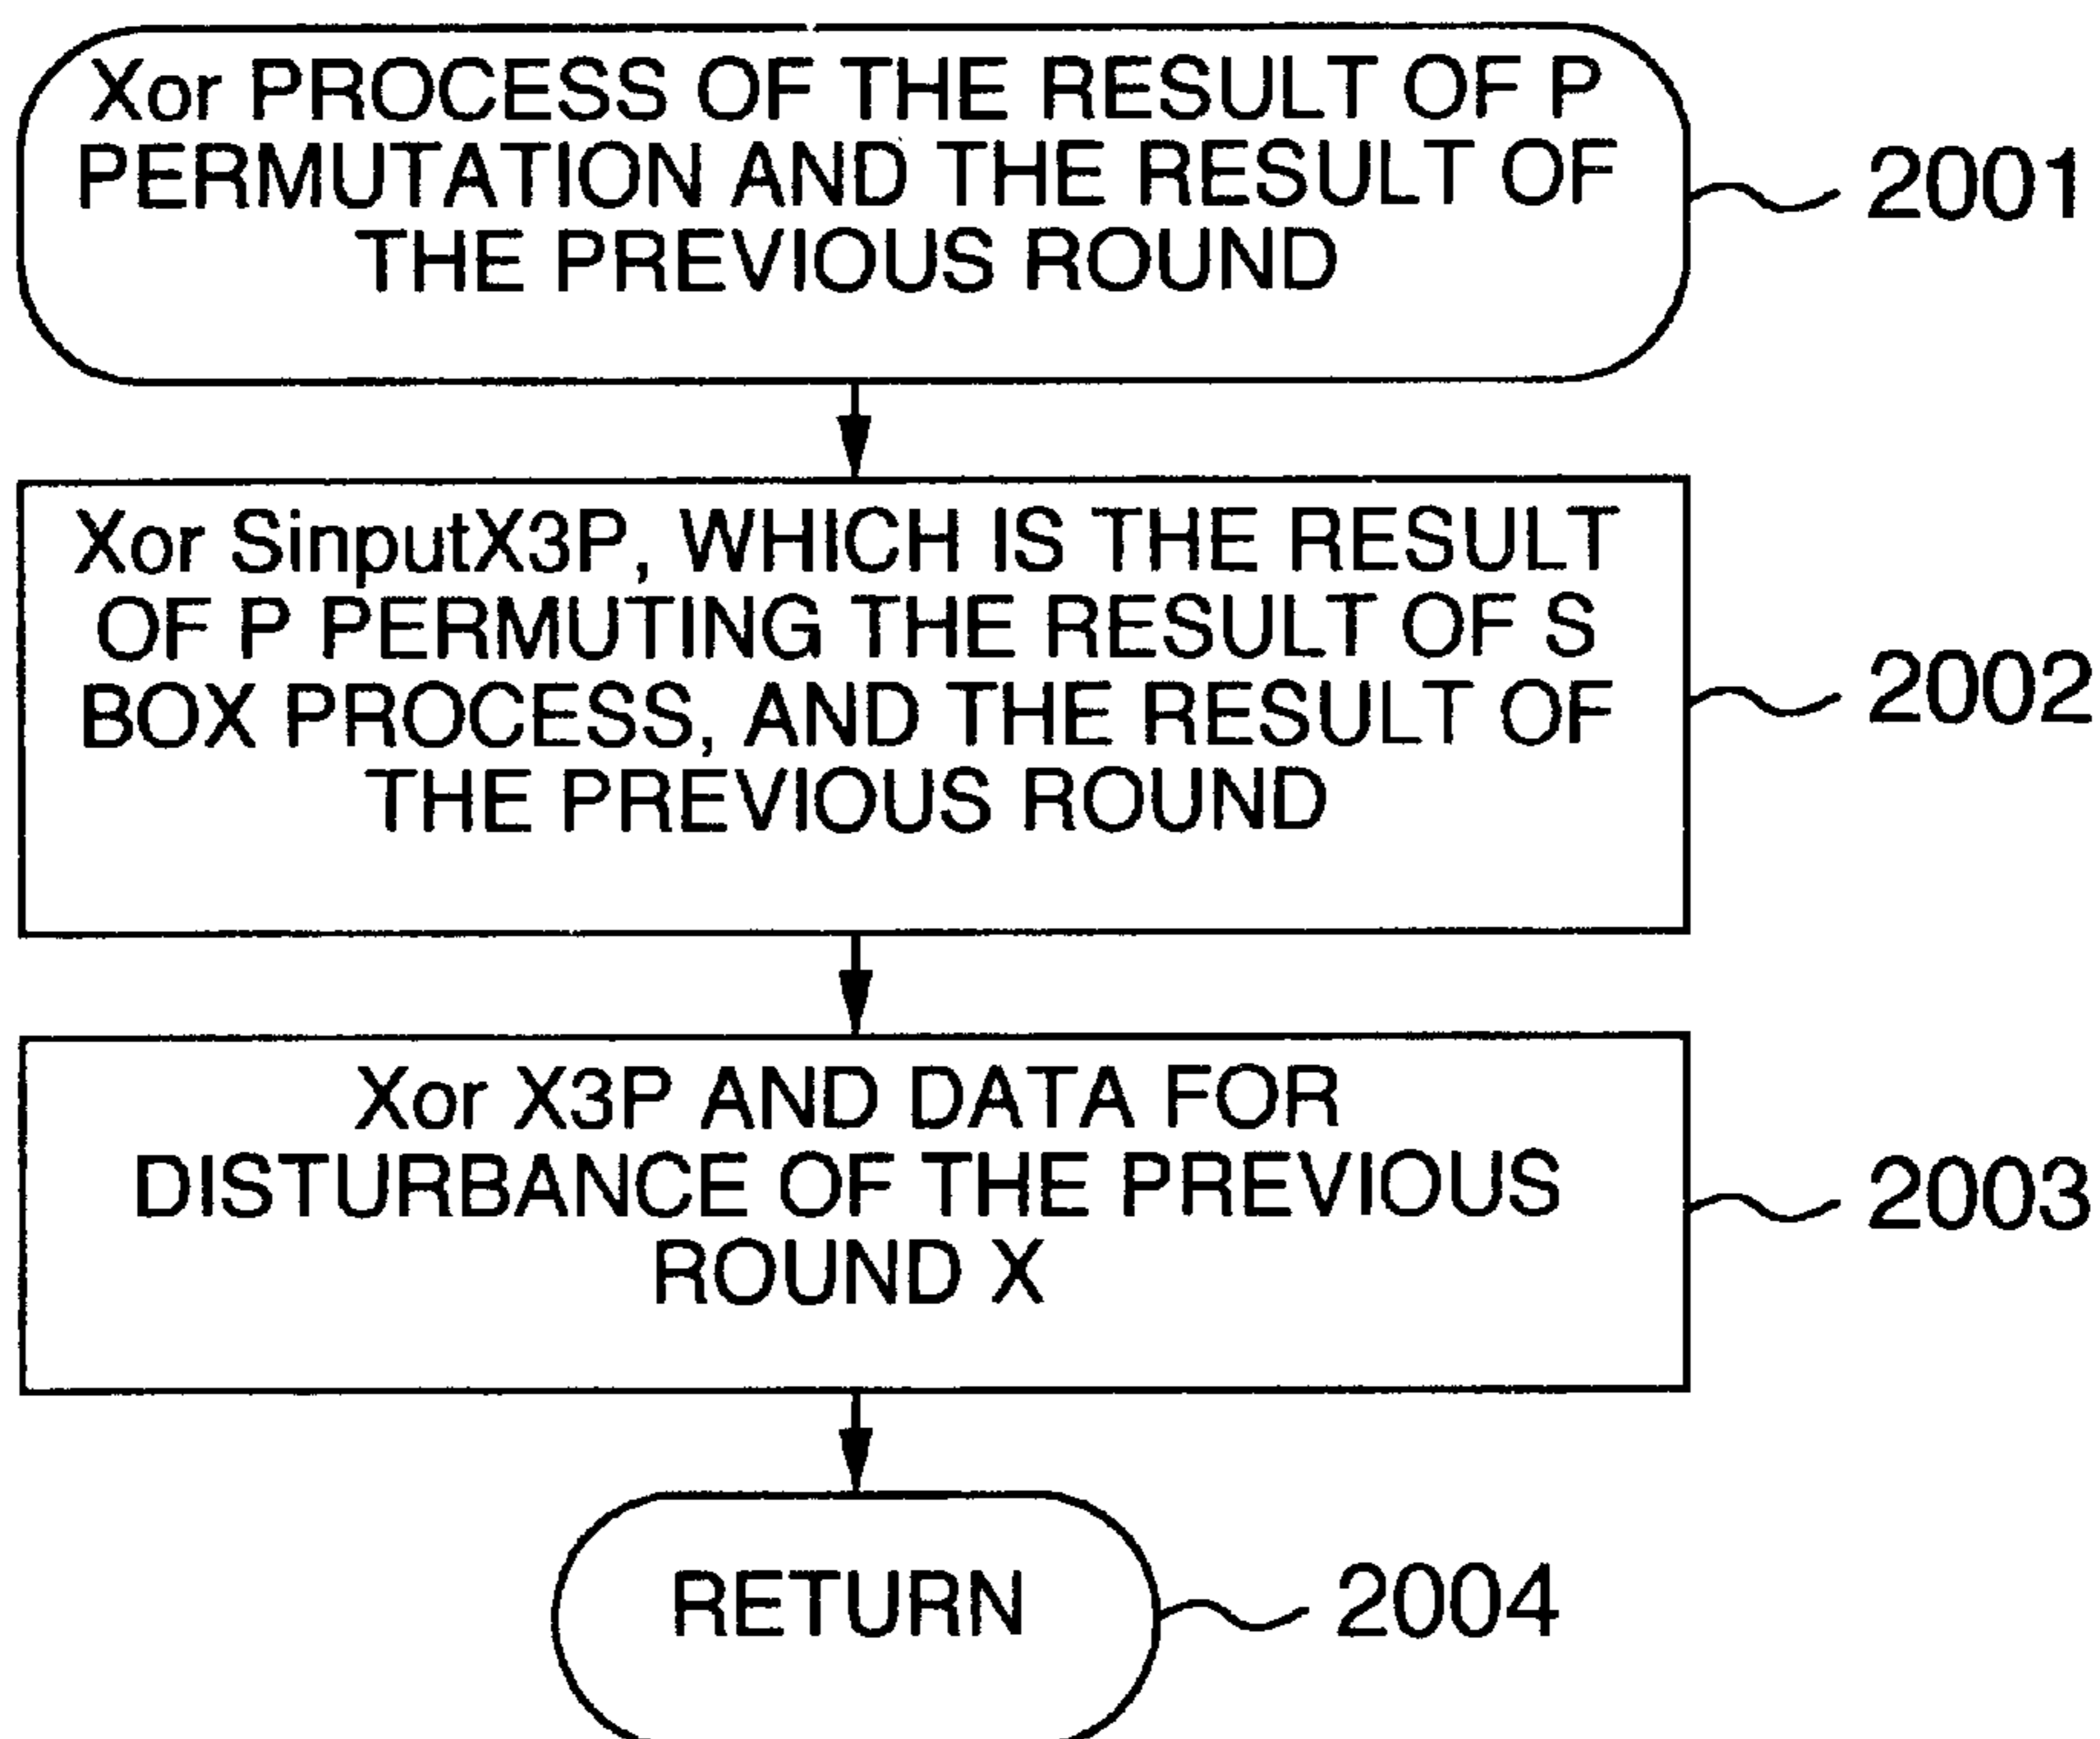 Xor PROCESS OF THE RESULT OF P
PERMUTATION AND THE RESULT OF
THE PREVIOUS ROUND
2001
Xor SinputX3P, WHICH IS THE RESULT
OF P PERMUTING THE RESULT OF S
BOX PROCESS, AND THE RESULT OF
THE PREVIOUS ROUND
2002
Xor X3P AND DATA FOR
DISTURBANCE OF THE PREVIOUS
ROUND X
2003
RETURN
2004